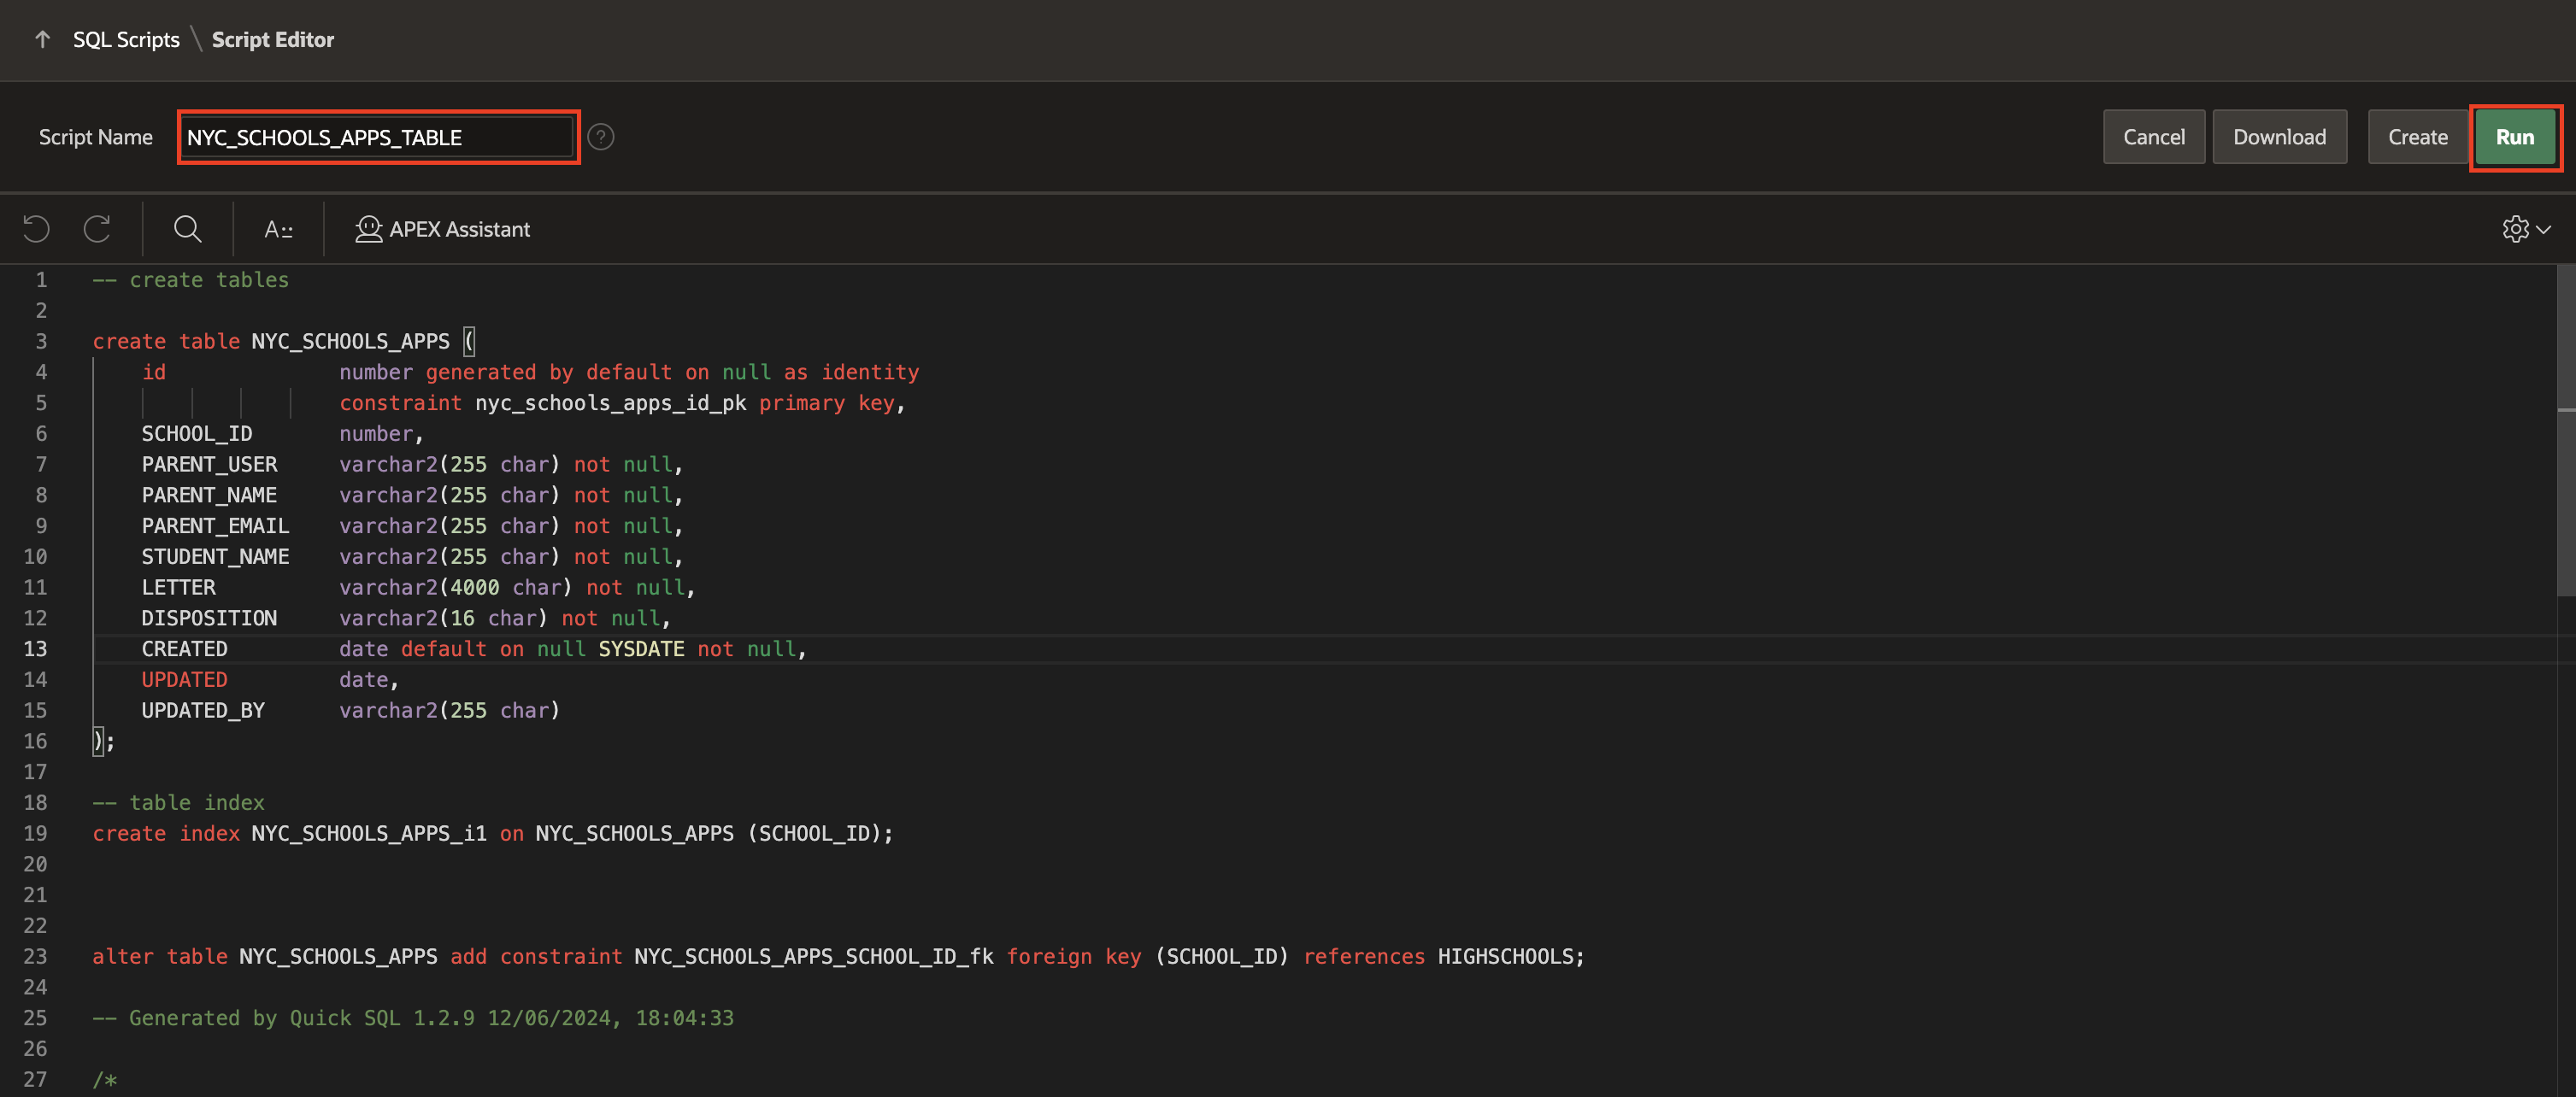 SQL Scripts \ Script Editor
Script Name NYC_SCHOOLS_APPS_TABLE ? Cancel Download Create Run
A APEX Assistant
1 -- create tables
2
3 create table NYC_SCHOOLS_APPS (
4 id number generated by default on null as identity
5 constraint nyc_schools_apps_id_pk primary key,
6 SCHOOL_ID number,
7 PARENT_USER varchar2(255 char) not null,
8 PARENT_NAME varchar2(255 char) not null,
9 PARENT_EMAIL varchar2(255 char) not null,
10 STUDENT_NAME varchar2(255 char) not null,
11 LETTER varchar2(4000 char) not null,
12 DISPOSITION varchar2(16 char) not null,
13 CREATED date default on null SYSDATE not null,
14 UPDATED date,
15 UPDATED_BY varchar2(255 char)
16 );
17
18 -- table index
19 create index NYC_SCHOOLS_APPS_i1 on NYC_SCHOOLS_APPS (SCHOOL_ID);
20
21
22
23 alter table NYC_SCHOOLS_APPS add constraint NYC_SCHOOLS_APPS_SCHOOL_ID_fk foreign key (SCHOOL_ID) references HIGHSCHOOLS;
24
25 -- Generated by Quick SQL 1.2.9 12/06/2024, 18:04:33
26
27 /*